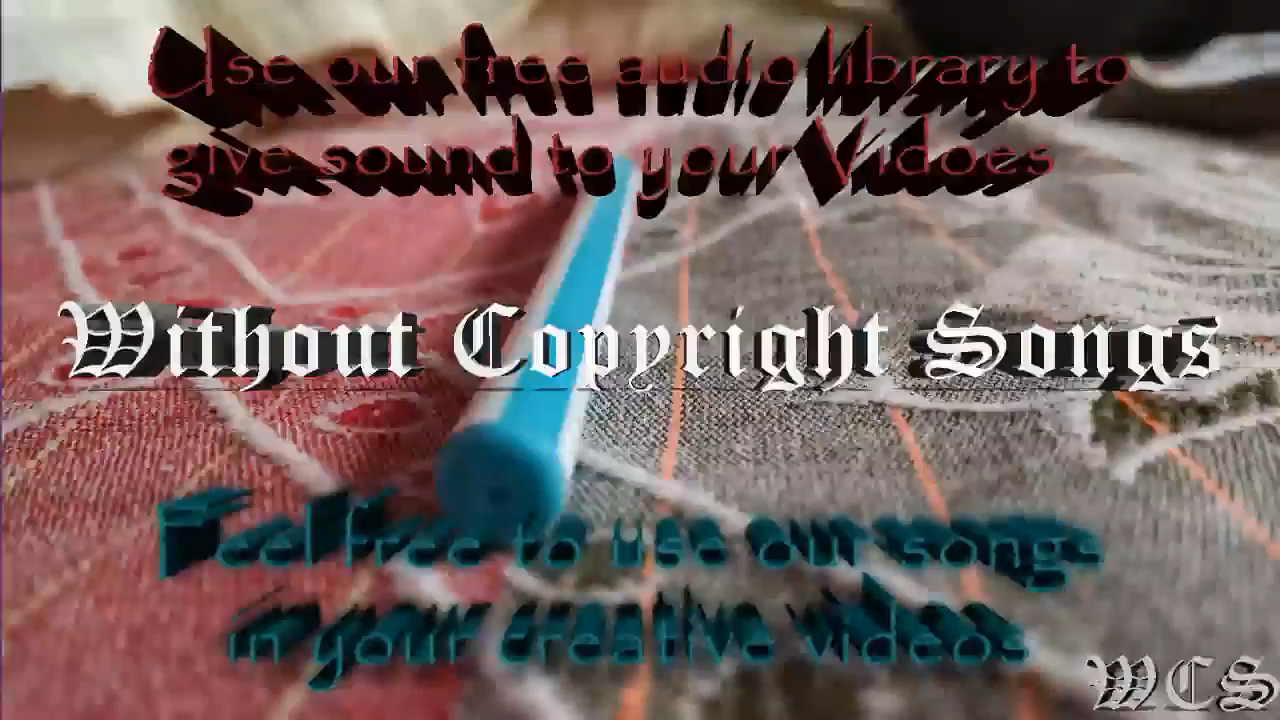 Use our free audio library to
give sound to your Vidoes
Without Copyright Songs
Feel free to use our songs
in your creative videos
WCS